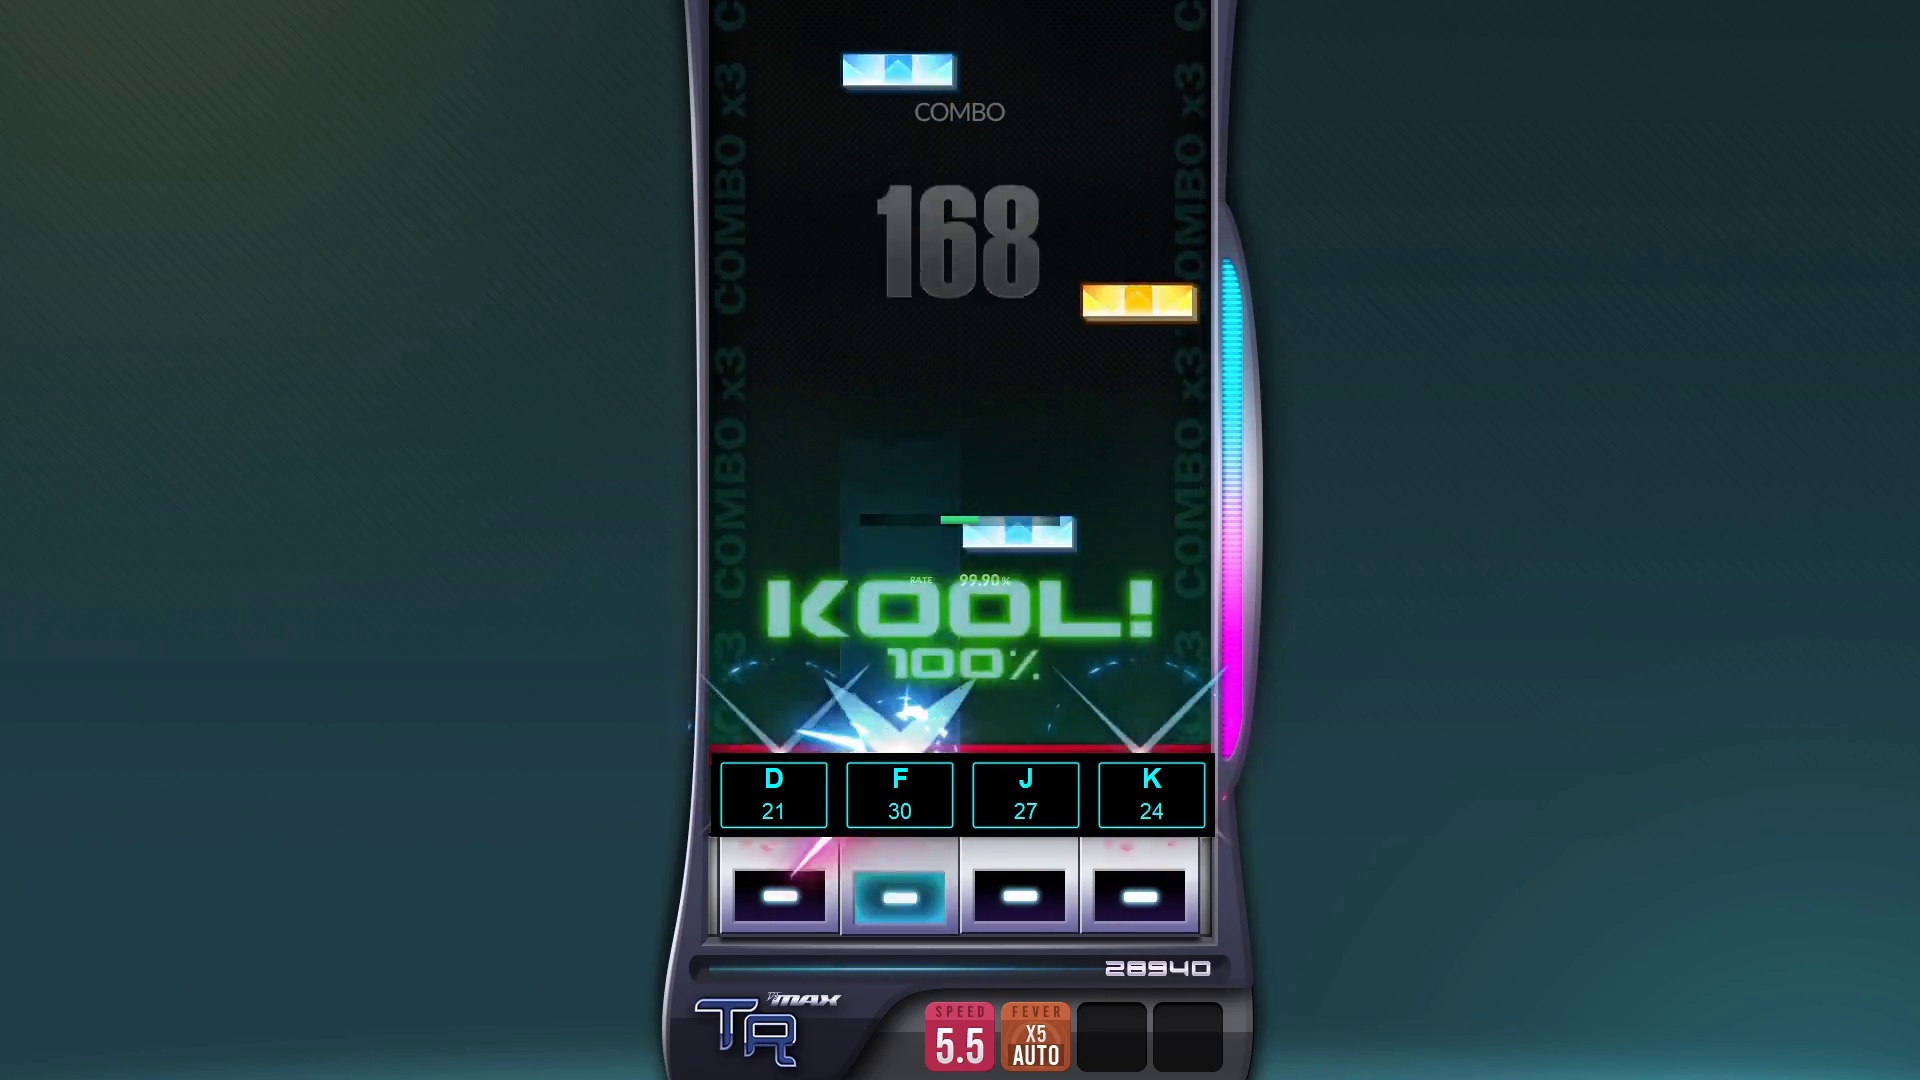 COMBO x3 COMBO x3 COMBO x3
COMBO x3 COMBO x3 COMBO x3
COMBO
168
RATE 99.90%
KOOL!
100%
D F J K
21 30 27 24
28940
MAX
TR
SPEED
5.5
FEVER
X5
AUTO